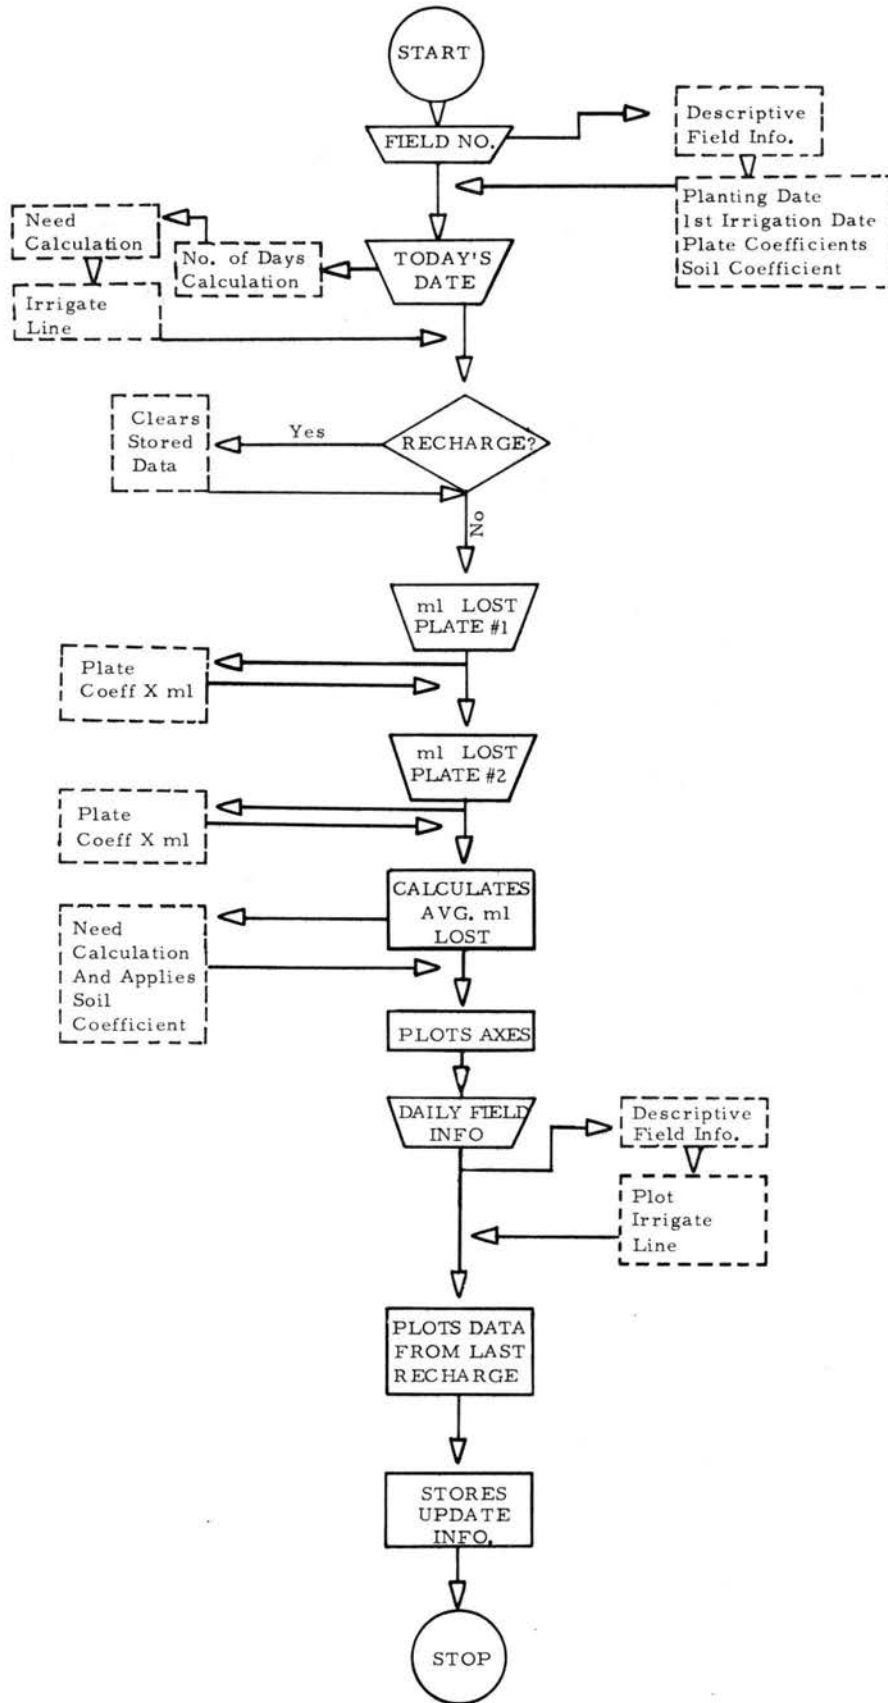 START
FIELD NO.
Descriptive
Field Info.
Planting Date
1st Irrigation Date
Plate Coefficients
Soil Coefficient
TODAY'S
DATE
No. of Days
Calculation
Need
Calculation
Irrigate
Line
RECHARGE?
Yes
Clears
Stored
Data
No
ml LOST
PLATE #1
Plate
Coeff X ml
ml LOST
PLATE #2
Plate
Coeff X ml
CALCULATES
AVG. ml
LOST
Need
Calculation
And Applies
Soil
Coefficient
PLOTS AXES
DAILY FIELD
INFO
Descriptive
Field Info.
Plot
Irrigate
Line
PLOTS DATA
FROM LAST
RECHARGE
STORES
UPDATE
INFO.
STOP